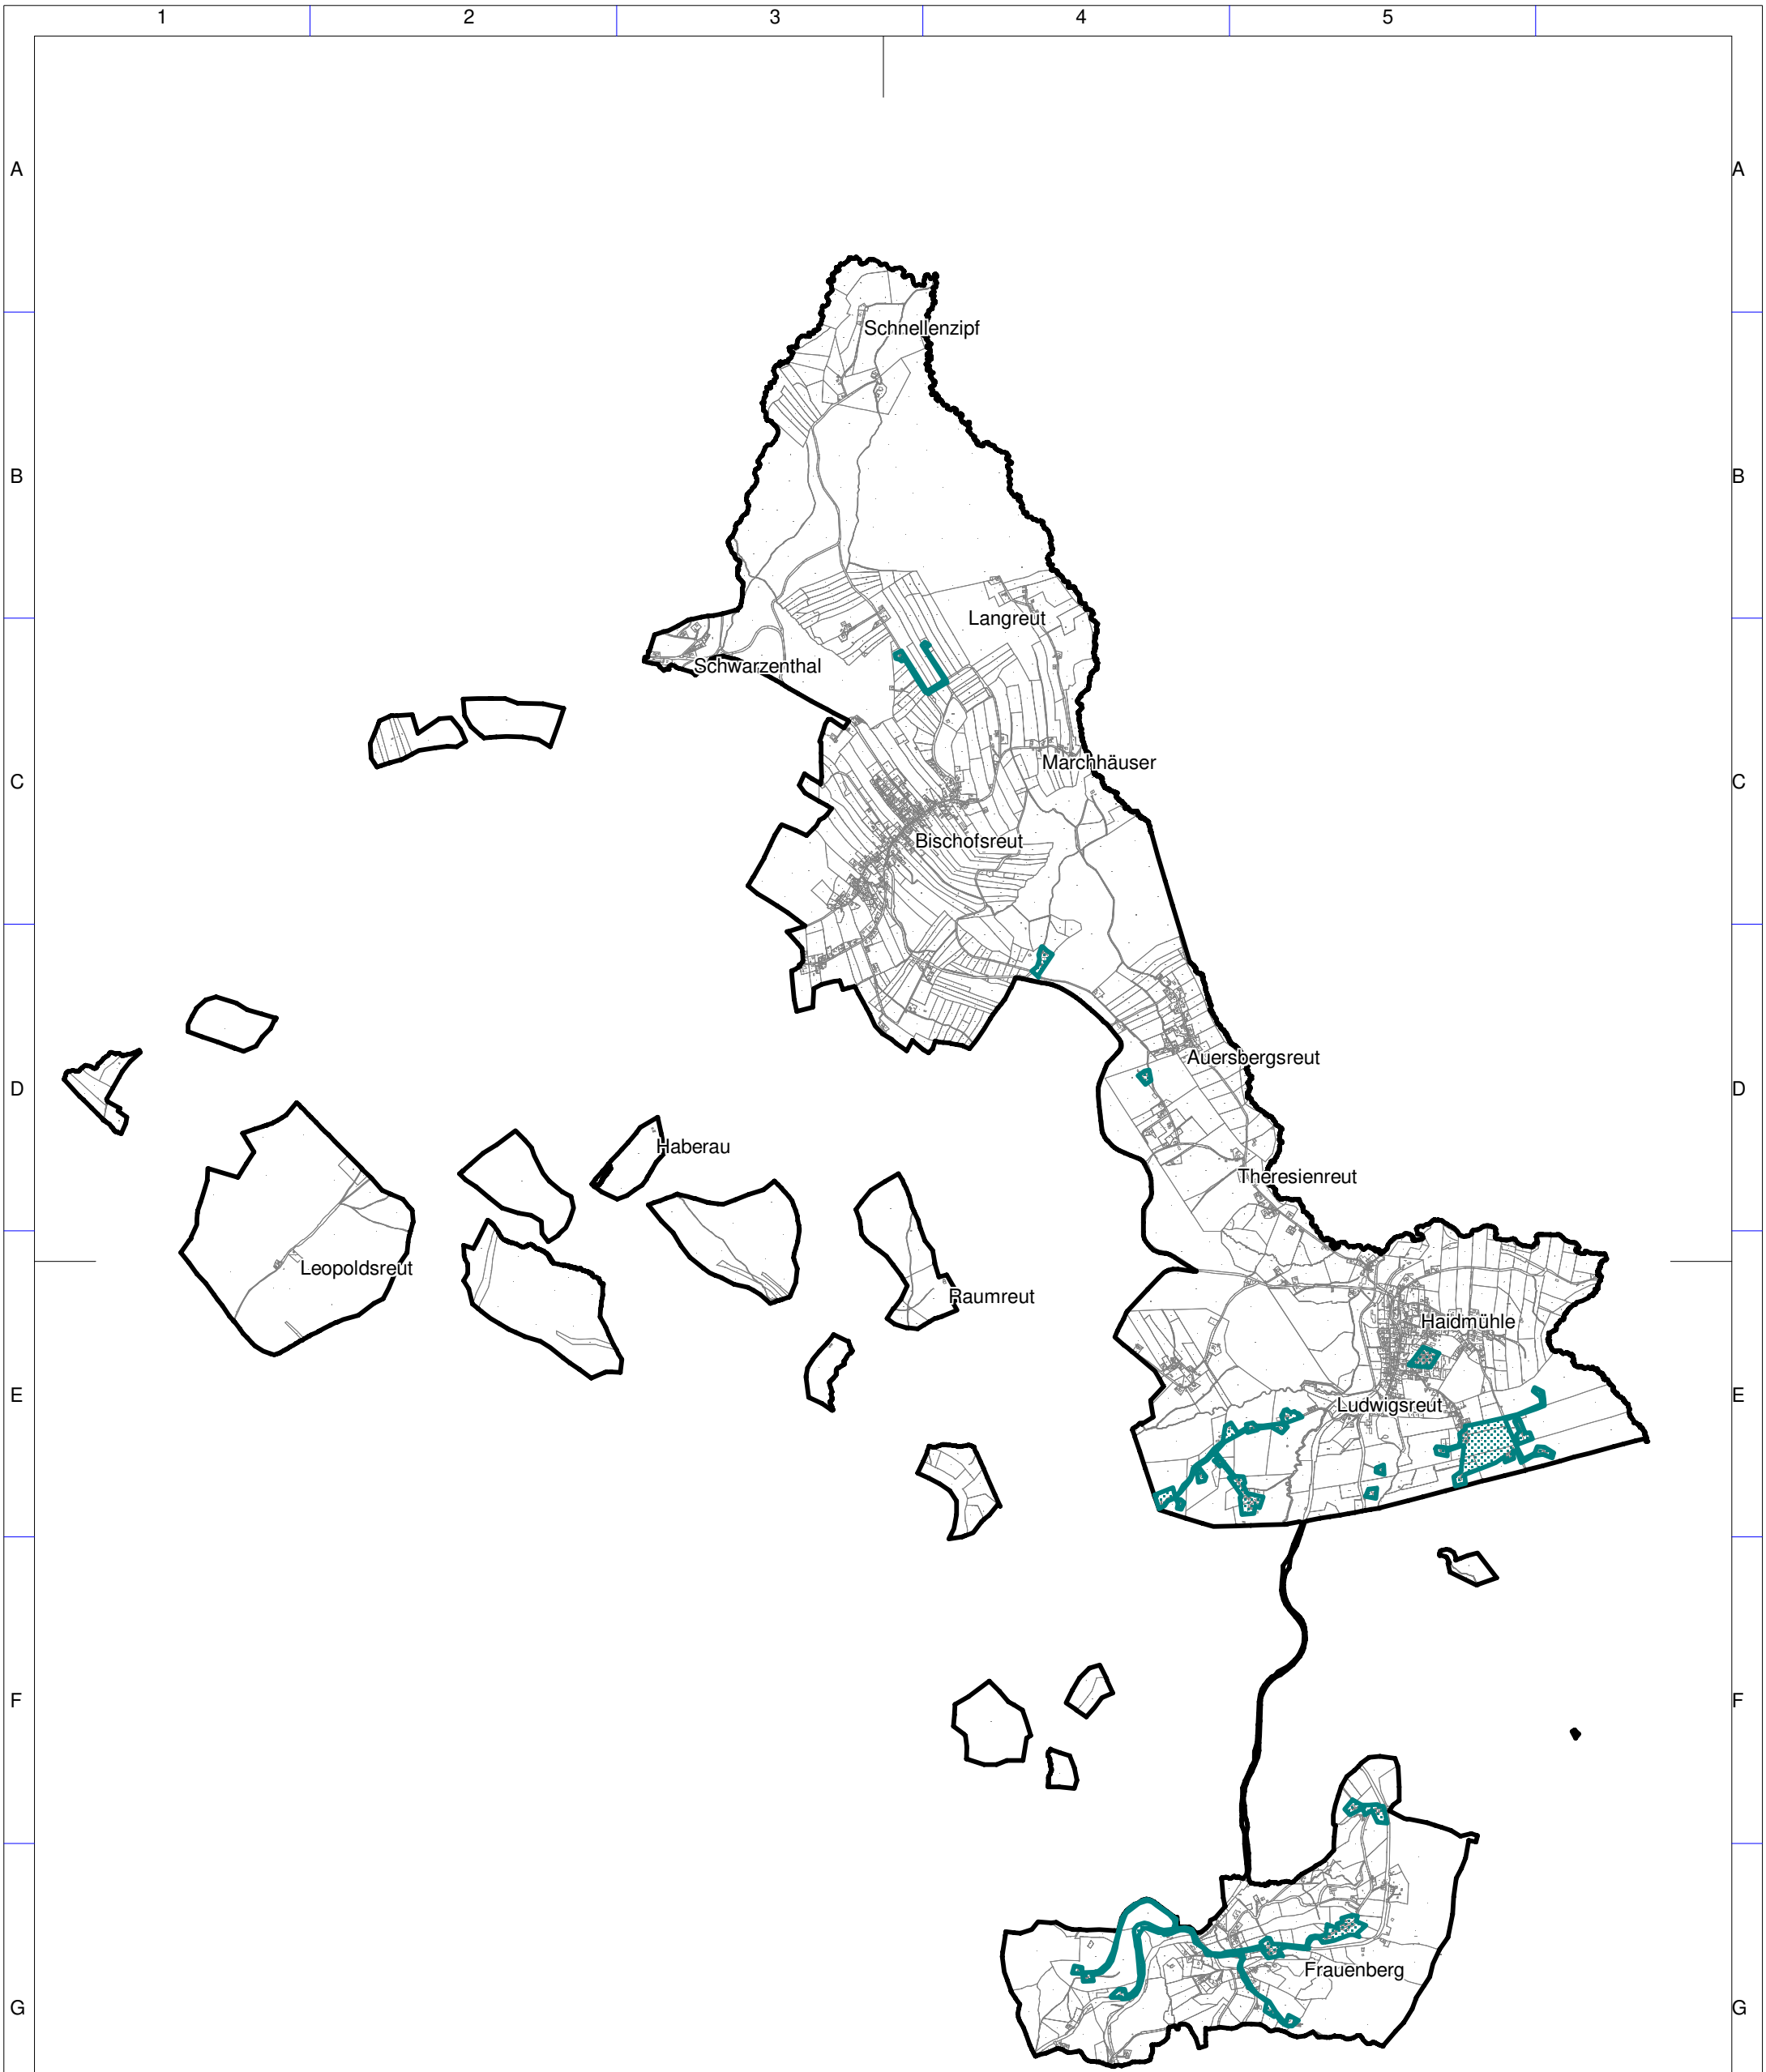 1 2 3 4 5
A A
Schnellenzipf
B B
Langreut
Schwarzenthal
Marchhäuser
C C
Bischofsreut
Auersbergsreut
D D
Haberau
Theresienreut
Leopoldsreut
Raumreut
Haidmühle
E E
Ludwigsreut
F F
Frauenberg
G G